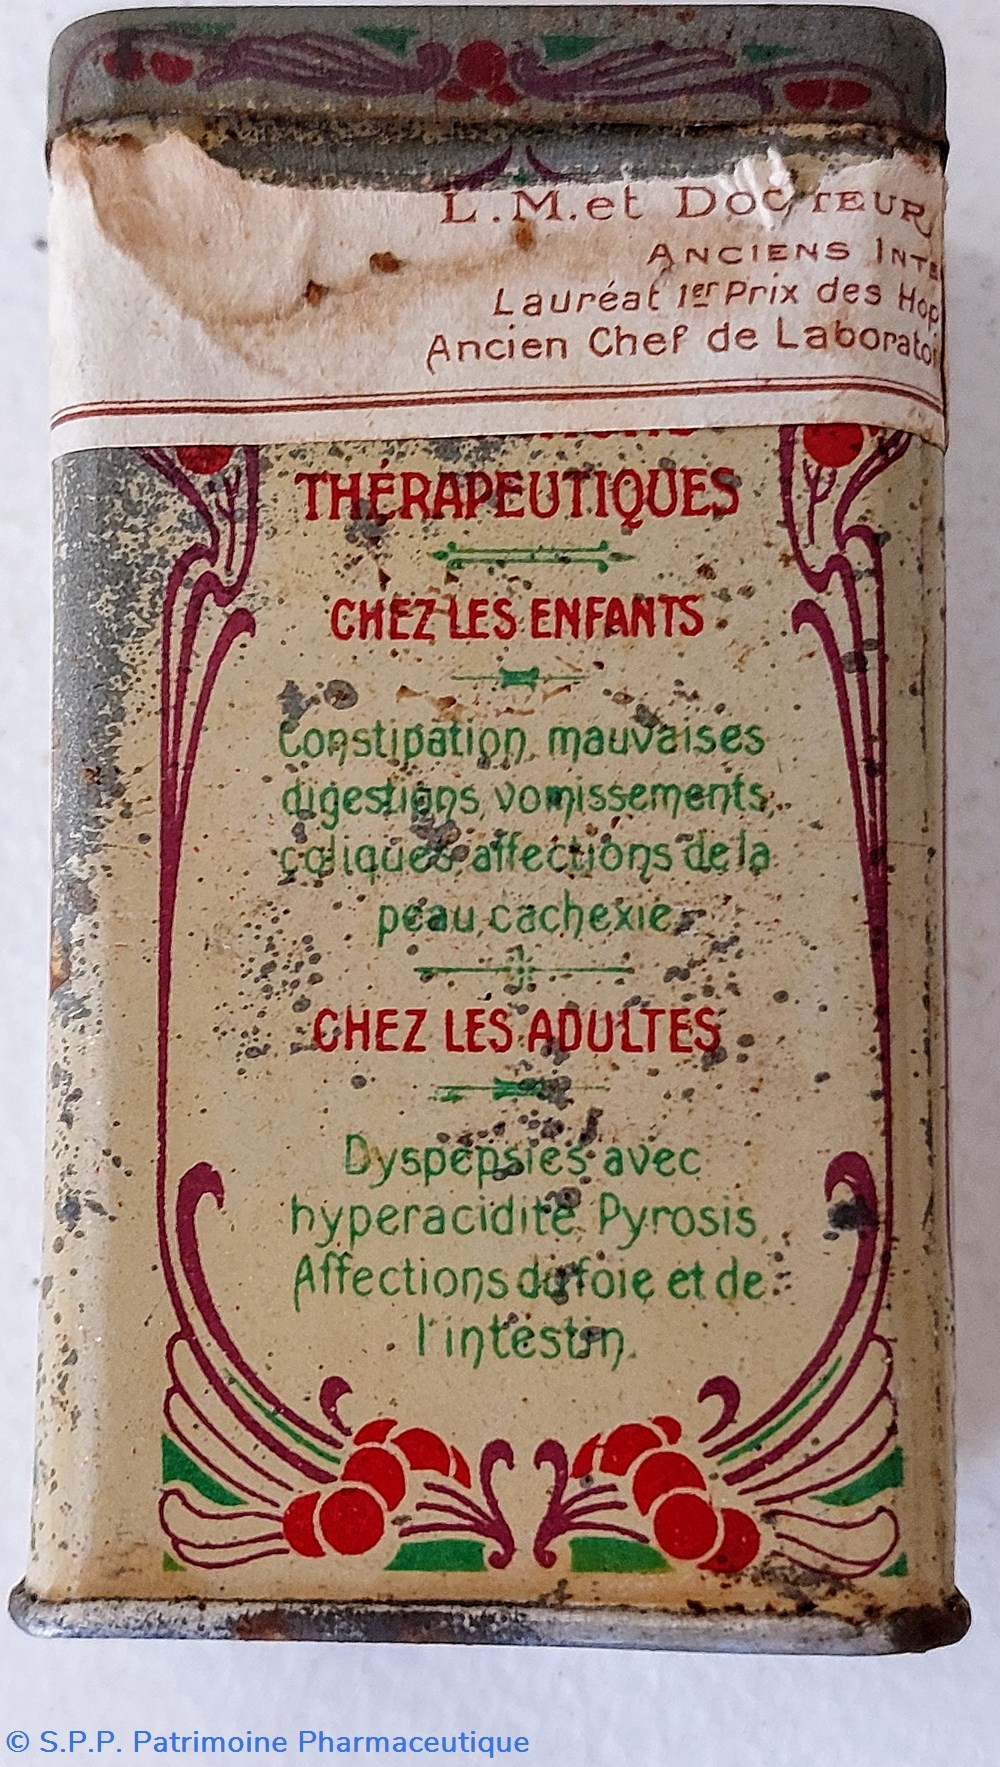 L. M. et DOCTEUR
ANCIENS INTE
Lauréat 1er Prix des Hop
Ancien Chef de Laboratoi
THÉRAPEUTIQUES
CHEZ LES ENFANTS
Constipation, mauvaises
digestions, vomissements,
coliques, affections de la
peau, cachexie,
CHEZ LES ADULTES
Dyspepsies avec
hyperacidité, Pyrosis,
Affections du foie et de
l'intestin.
© S.P.P. Patrimoine Pharmaceutique